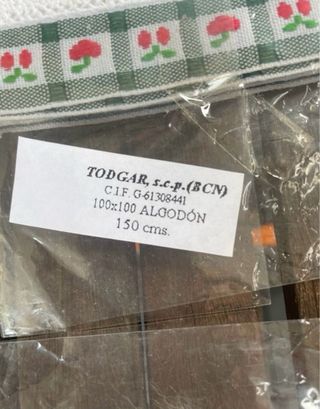 TODGAR, s.c.p.(BCN)
C.I.F. G-61308441
100x100 ALGODÓN
150 cms.